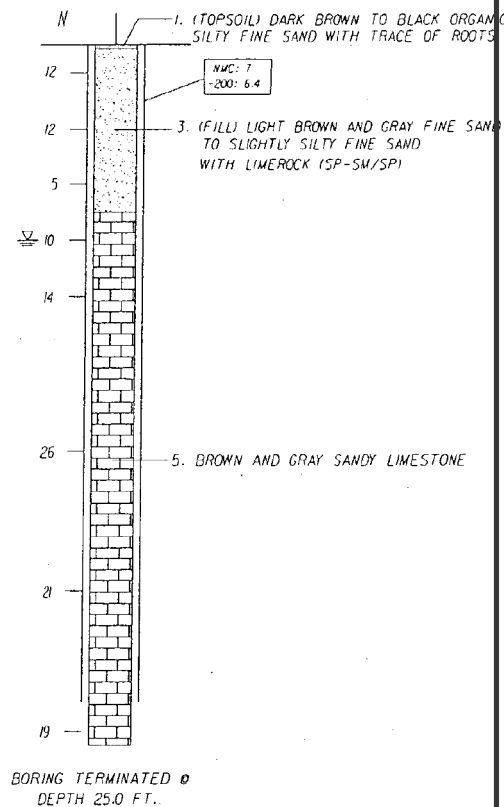 N
1. (TOPSOIL) DARK BROWN TO BLACK ORGANIC
SILTY FINE SAND WITH TRACE OF ROOTS
12
NMC: 7
-200: 6.4
12
3. (FILL) LIGHT BROWN AND GRAY FINE SAND
TO SLIGHTLY SILTY FINE SAND
WITH LIMEROCK (SP-SM/SP)
5
10
14
26
5. BROWN AND GRAY SANDY LIMESTONE
21
19
BORING TERMINATED @
DEPTH 25.0 FT.